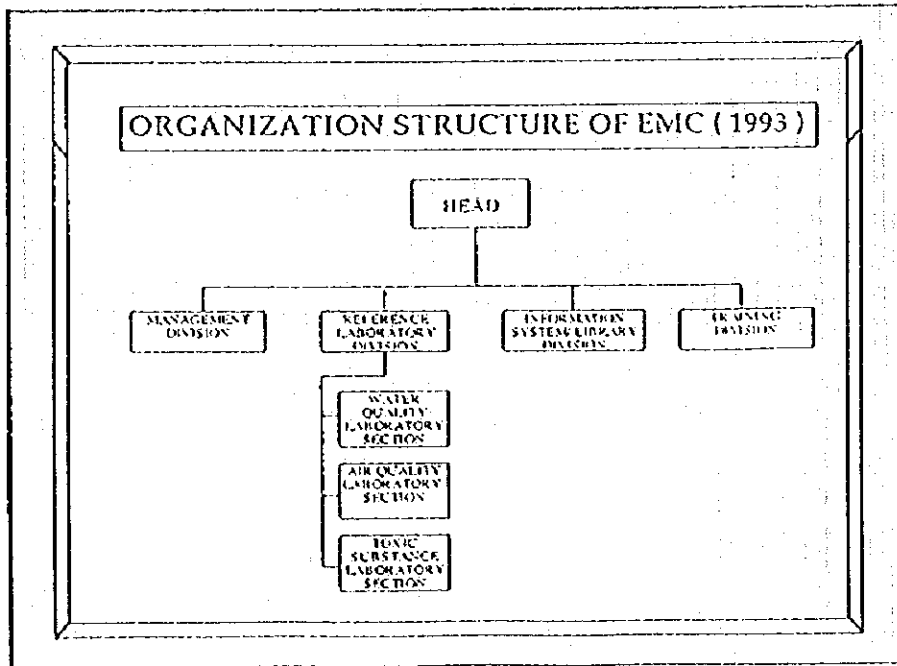 ORGANIZATION STRUCTURE OF EMC ( 1993 )
HEAD
MANAGEMENT
DIVISION
REFERENCE
LABORATORY
DIVISION
INFORMATION
SYSTEM/LIBRARY
DIVISION
TRAINING
DIVISION
WATER
QUALITY
LABORATORY
SECTION
AIR QUALITY
LABORATORY
SECTION
TOXIC
SUBSTANCE
LABORATORY
SECTION